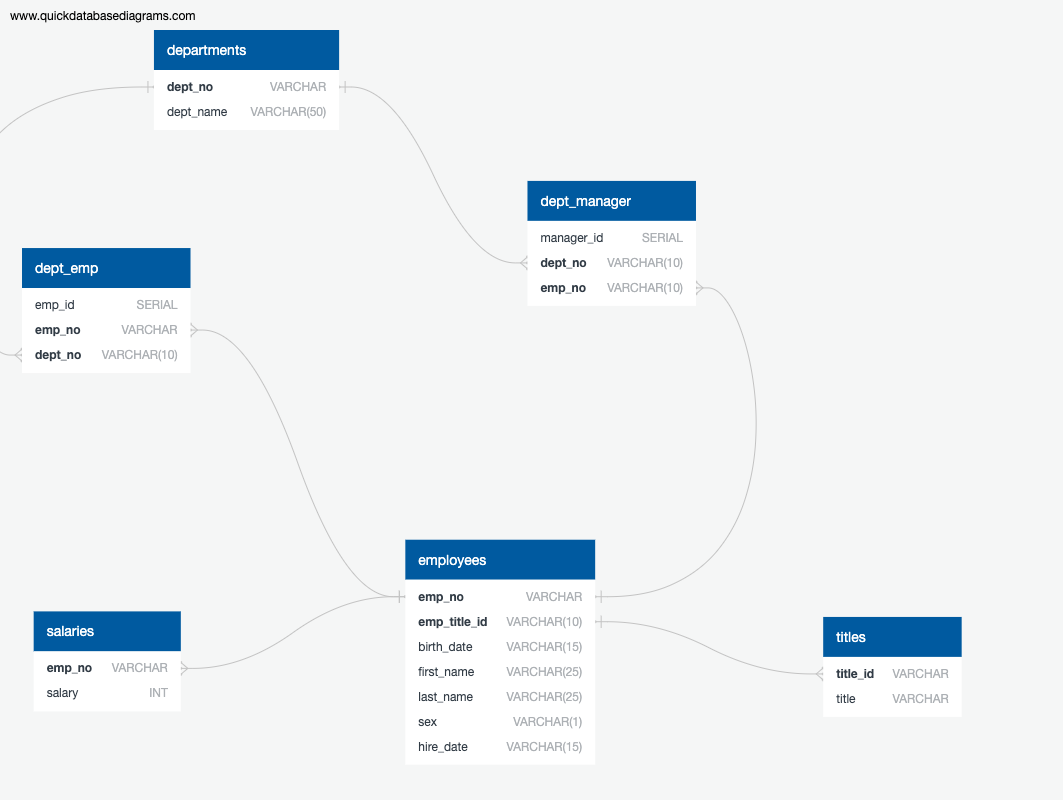 www.quickdatabasediagrams.com
departments
dept_no VARCHAR
dept_name VARCHAR(50)
dept_manager
manager_id SERIAL
dept_no VARCHAR(10)
emp_no VARCHAR(10)
dept_emp
emp_id SERIAL
emp_no VARCHAR
dept_no VARCHAR(10)
employees
emp_no VARCHAR
emp_title_id VARCHAR(10)
birth_date VARCHAR(15)
first_name VARCHAR(25)
last_name VARCHAR(25)
sex VARCHAR(1)
hire_date VARCHAR(15)
salaries
emp_no VARCHAR
salary INT
titles
title_id VARCHAR
title VARCHAR